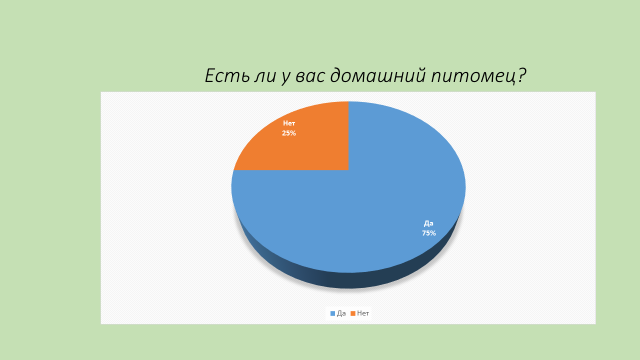 Есть ли у вас домашний питомец?
Нет
25%
Да
75%
Да Нет